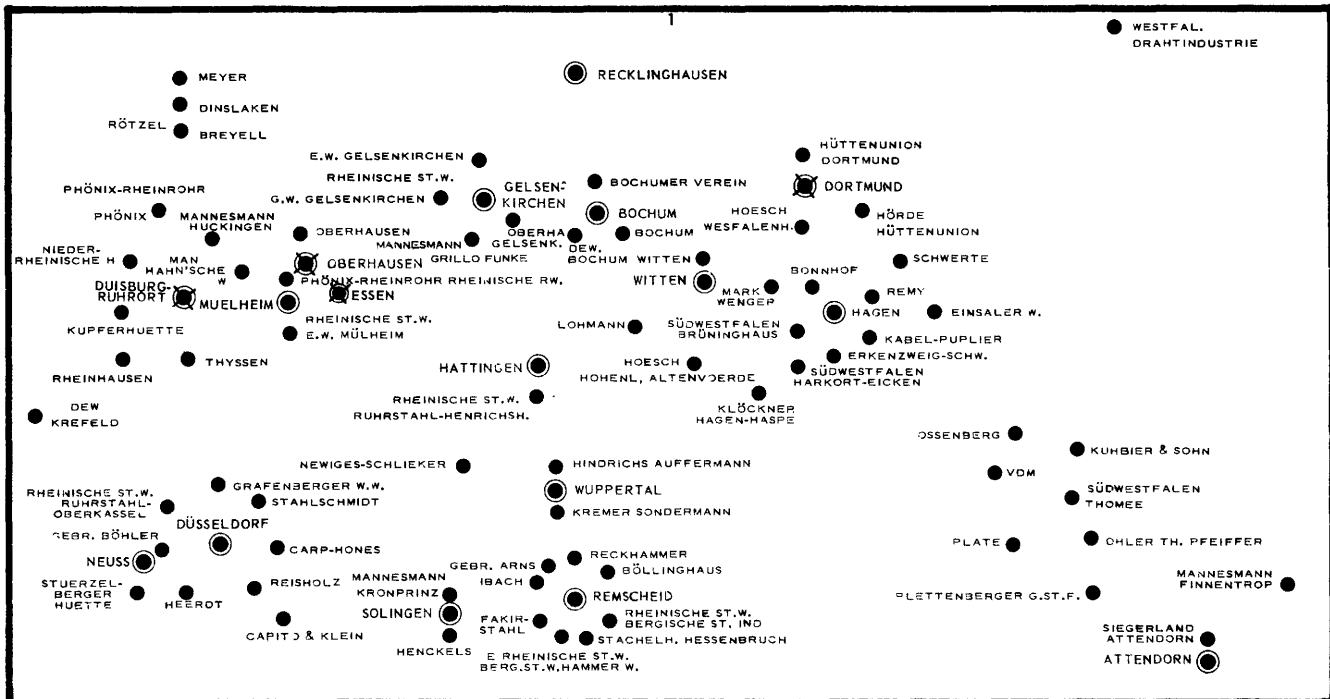 1
WESTFAL.
DRAHTINDUSTRIE
RECKLINGHAUSEN
MEYER
DINSLAKEN
RÖTZEL
BREYELL
E.W. GELSENKIRCHEN
HÜTTENUNION
DORTMUND
RHEINISCHE ST.W.
G.W. GELSENKIRCHEN
GELSEN-
KIRCHEN
BOCHUMER VEREIN
DORTMUND
PHÖNIX-RHEINROHR
PHÖNIX
MANNESMANN
HUCKINGEN
OBERHAUSEN
MANNESMANN
GRILLO FUNKE
OBERHA
GELSENK.
BOCHUM
BOCHUM
DEW.
BOCHUM
HOESCH
WESFALENH.
HÖRDE
HÜTTENUNION
NIEDER-
RHEINISCHE H
MAN
HAHN'SCHE
W
OBERHAUSEN
PHÖNIX-RHEINROHR RHEINISCHE RW.
ESSEN
WITTEN
WITTEN
SCHWERTE
BONNHOF
MARK
WENGER
REMY
DUISBURG-
RUHRORT
MUELHEIM
HAGEN
EINSALER W.
KUPFERHUETTE
RHEINISCHE ST.W.
E.W. MÜLHEIM
LOHMANN
SÜDWESTFALEN
BRÜNINGHAUS
KABEL-PUPLIER
ERKENZWEIG-SCHW.
RHEINHAUSEN
THYSSEN
HATTINGEN
HOESCH
HOHENL, ALTENVOERDE
SÜDWESTFALEN
HARKORT-EICKEN
RHEINISCHE ST.W.
RUHRSTAHL-HENRICHSH.
KLÖCKNER
HAGEN-HASPE
DEW
KREFELD
OSSENBERG
KUHBIER & SOHN
NEWIGES-SCHLIEKER
HINDRICHS AUFFERMANN
VDM
GRAFENBERGER W.W.
WUPPERTAL
SÜDWESTFALEN
THOMEE
RHEINISCHE ST.W.
RUHRSTAHL-
OBERKASSEL
STAHLSCHMIDT
KREMER SONDERMANN
DÜSSELDORF
GEBR. BÖHLER
NEUSS
CARP-HONES
PLATE
OHLER TH. PFEIFFER
RECKHAMMER
GEBR. ARNS
BÖLLINGHAUS
IBACH
STUERZEL-
BERGER
HUETTE
HEERDT
REISHOLZ
MANNESMANN
KRONPRINZ
SOLINGEN
REMSCHEID
PLETTENBERGER G.ST.F.
MANNESMANN
FINNENTROP
CAPITO & KLEIN
HENCKELS
FAKIR-
STAHL
RHEINISCHE ST.W.
BERGISCHE ST. IND
STACHELH. HESSENBRUCH
E RHEINISCHE ST.W.
BERG.ST.W.HAMMER W.
SIEGERLAND
ATTENDORN
ATTENDORN